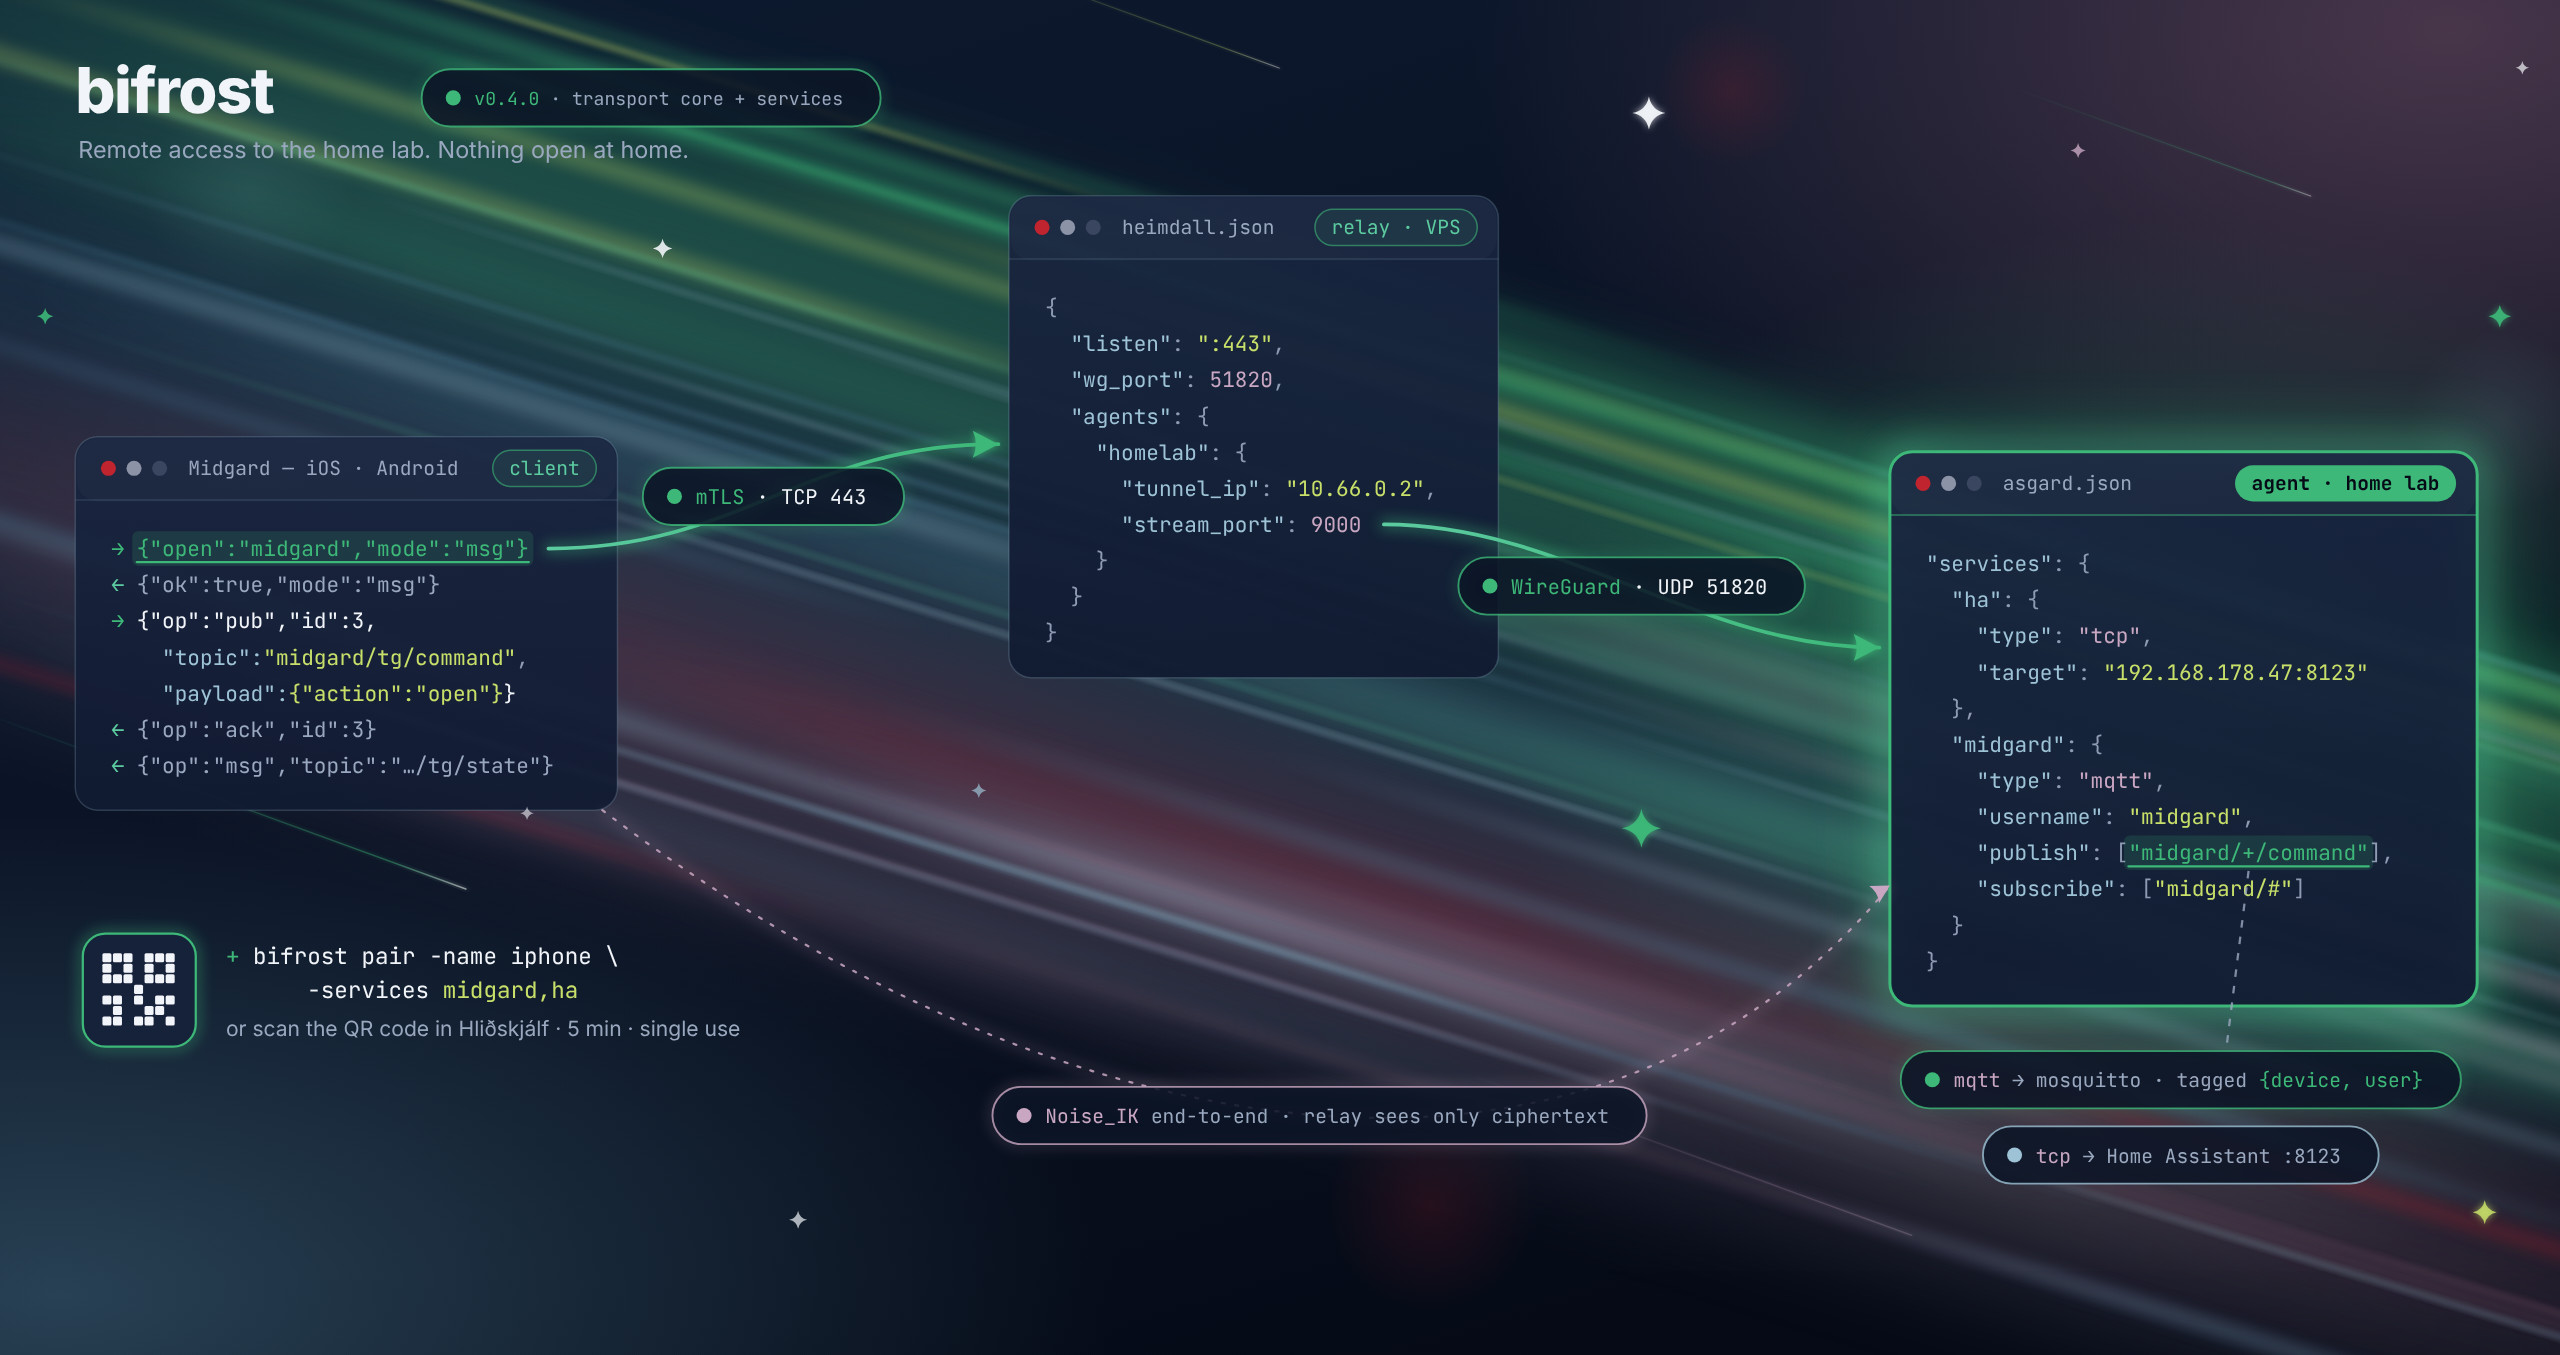 bifrost
v0.4.0 · transport core + services
Remote access to the home lab. Nothing open at home.
heimdall.json
relay · VPS
{
"listen": ":443",
"wg_port": 51820,
"agents": {
"homelab": {
"tunnel_ip": "10.66.0.2",
"stream_port": 9000
}
}
}
Midgard — iOS · Android
client
→ {"open":"midgard","mode":"msg"}
← {"ok":true,"mode":"msg"}
→ {"op":"pub","id":3,
"topic":"midgard/tg/command",
"payload":{"action":"open"}}
← {"op":"ack","id":3}
← {"op":"msg","topic":"…/tg/state"}
mTLS · TCP 443
WireGuard · UDP 51820
asgard.json
agent · home lab
"services": {
"ha": {
"type": "tcp",
"target": "192.168.178.47:8123"
},
"midgard": {
"type": "mqtt",
"username": "midgard",
"publish": ["midgard/+/command"],
"subscribe": ["midgard/#"]
}
}
+ bifrost pair -name iphone \
-services midgard,ha
or scan the QR code in Hliðskjálf · 5 min · single use
Noise_IK end-to-end · relay sees only ciphertext
mqtt → mosquitto · tagged {device, user}
tcp → Home Assistant :8123